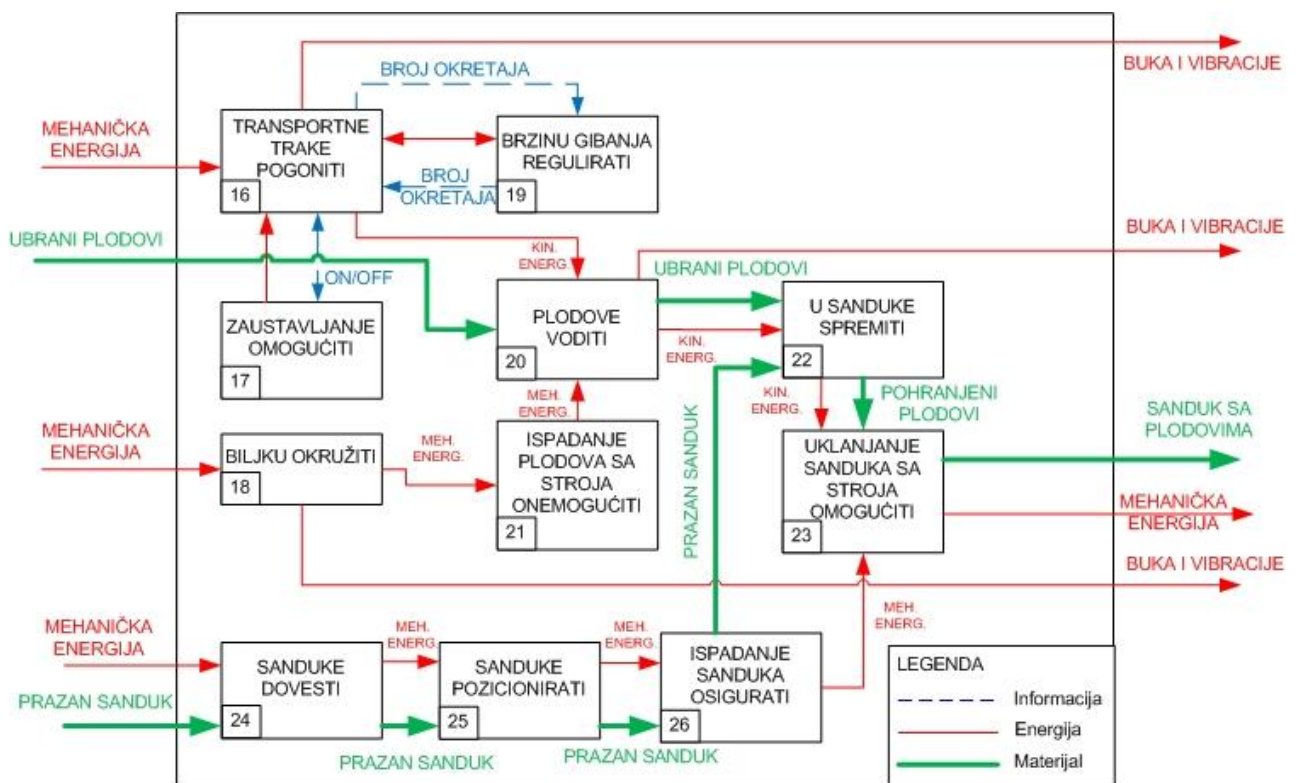 BUKA I VIBRACIJE
BROJ OKRETAJA
MEHANIČKA
ENERGIJA
TRANSPORTNE
TRAKE
POGONITI
16
BRZINU GIBANJA
REGULIRATI
19
BROJ
OKRETAJA
UBRANI PLODOVI
BUKA I VIBRACIJE
KIN.
ENERG.
UBRANI PLODOVI
ON/OFF
ZAUSTAVLJANJE
OMOGUĆITI
17
PLODOVE
VODITI
20
KIN.
ENERG.
U SANDUKE
SPREMITI
22
MEH.
ENERG.
KIN.
ENERG.
POHRANJENI
PLODOVI
SANDUK SA
PLODOVIMA
MEHANIČKA
ENERGIJA
BILJKU OKRUŽITI
18
MEH.
ENERG.
ISPADANJE
PLODOVA SA
STROJA
ONEMOGUĆITI
21
PRAZAN SANDUK
UKLANJANJE
SANDUKA SA
STROJA
OMOGUĆITI
23
MEHANIČKA
ENERGIJA
BUKA I VIBRACIJE
MEH.
ENERG.
MEHANIČKA
ENERGIJA
SANDUKE
DOVESTI
24
MEH.
ENERG.
SANDUKE
POZICIONIRATI
25
MEH.
ENERG.
ISPADANJE
SANDUKA
OSIGURATI
26
PRAZAN SANDUK
PRAZAN SANDUK
PRAZAN SANDUK
LEGENDA
Informacija
Energija
Materijal